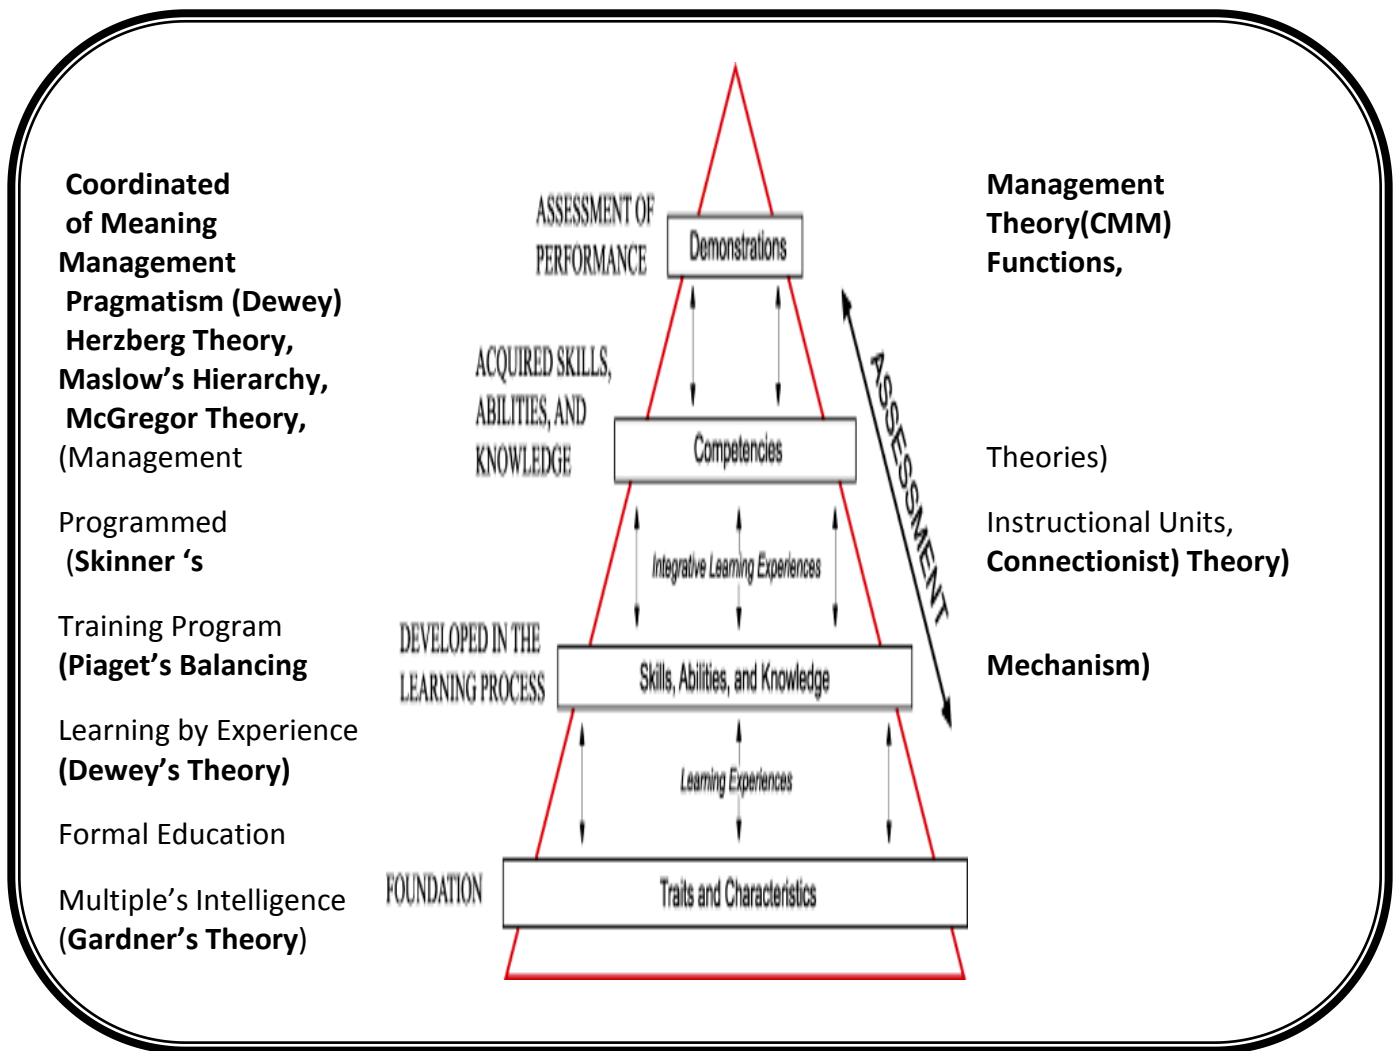 Coordinated Management
of Meaning Theory(CMM)
Management Functions,
Pragmatism (Dewey)
Herzberg Theory,
Maslow’s Hierarchy,
McGregor Theory,
(Management Theories)
Programmed Instructional Units,
(Skinner ‘s Connectionist) Theory)
Training Program
(Piaget’s Balancing Mechanism)
Learning by Experience
(Dewey’s Theory)
Formal Education
Multiple’s Intelligence
(Gardner’s Theory)
ASSESSMENT OF
PERFORMANCE
Demonstrations
ACQUIRED SKILLS,
ABILITIES, AND
KNOWLEDGE
Competencies
Integrative Learning Experiences
DEVELOPED IN THE
LEARNING PROCESS
Skills, Abilities, and Knowledge
Learning Experiences
FOUNDATION
Traits and Characteristics
ASSESSMENT